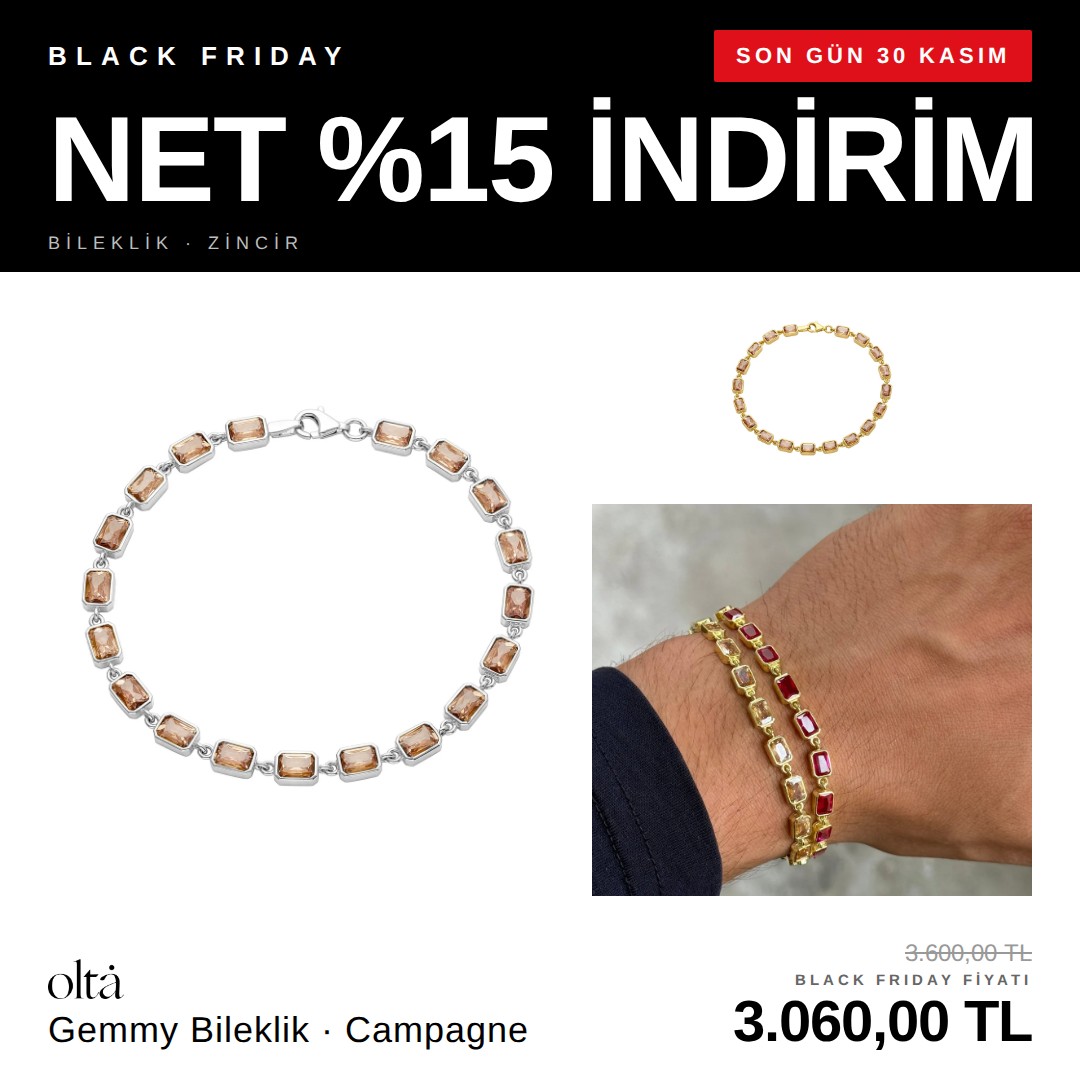 BLACK FRIDAY
SON GÜN 30 KASIM
NET %15 İNDİRİM
BİLEKLİK · ZİNCİR
olta
Gemmy Bileklik · Campagne
3.600,00 TL
BLACK FRIDAY FİYATI
3.060,00 TL